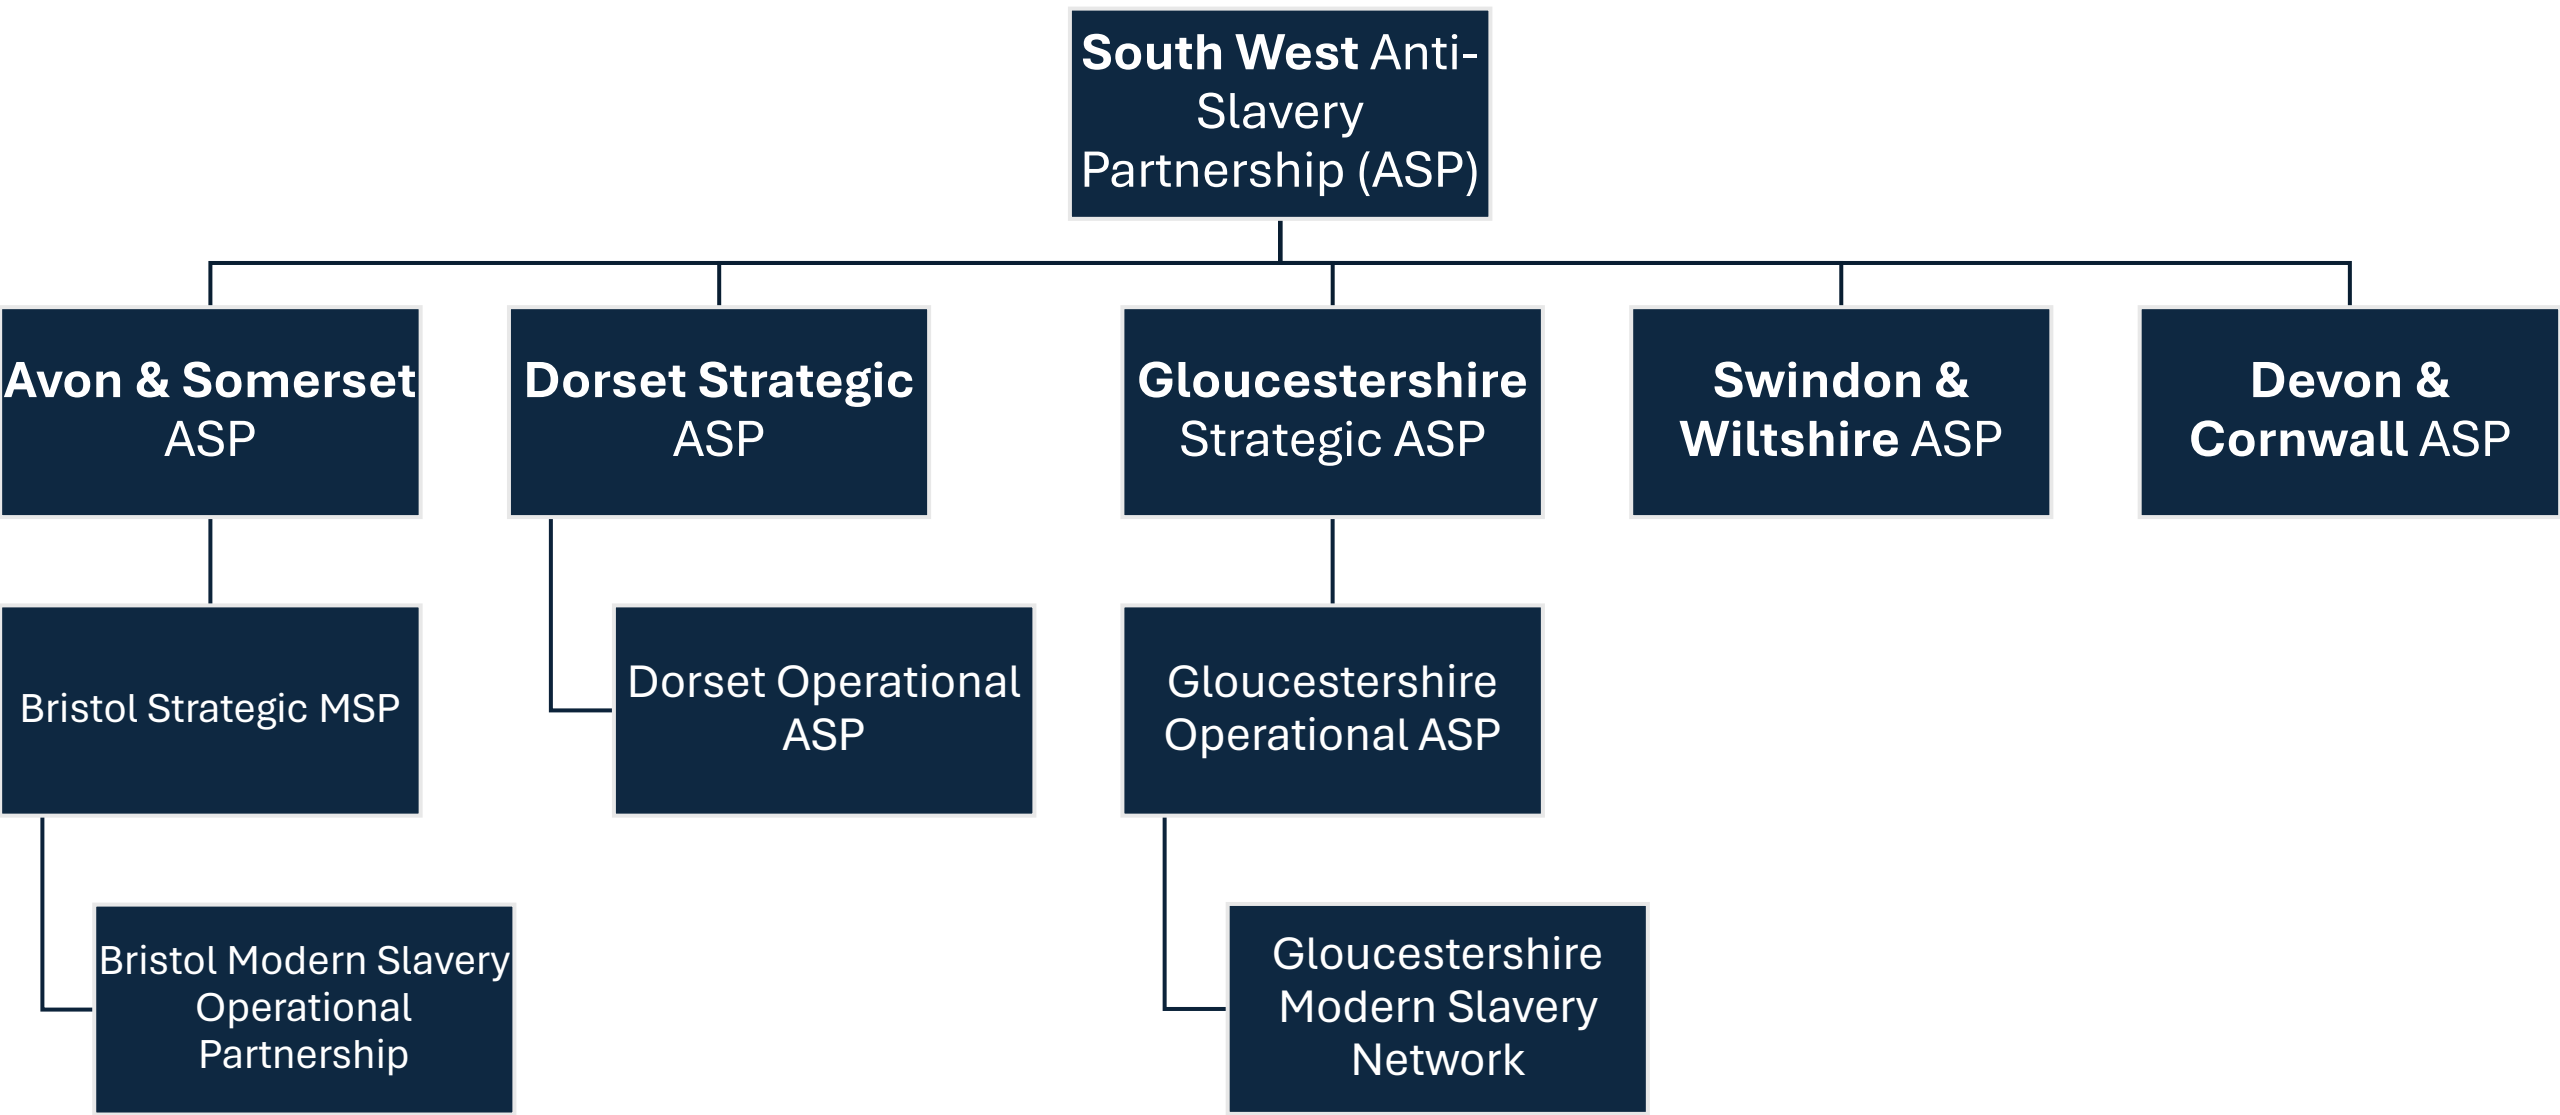 South West Anti-
Slavery
Partnership (ASP)
Avon & Somerset
ASP
Dorset Strategic
ASP
Gloucestershire
Strategic ASP
Swindon &
Wiltshire ASP
Devon &
Cornwall ASP
Bristol Strategic MSP
Dorset Operational
ASP
Gloucestershire
Operational ASP
Bristol Modern Slavery
Operational
Partnership
Gloucestershire
Modern Slavery
Network